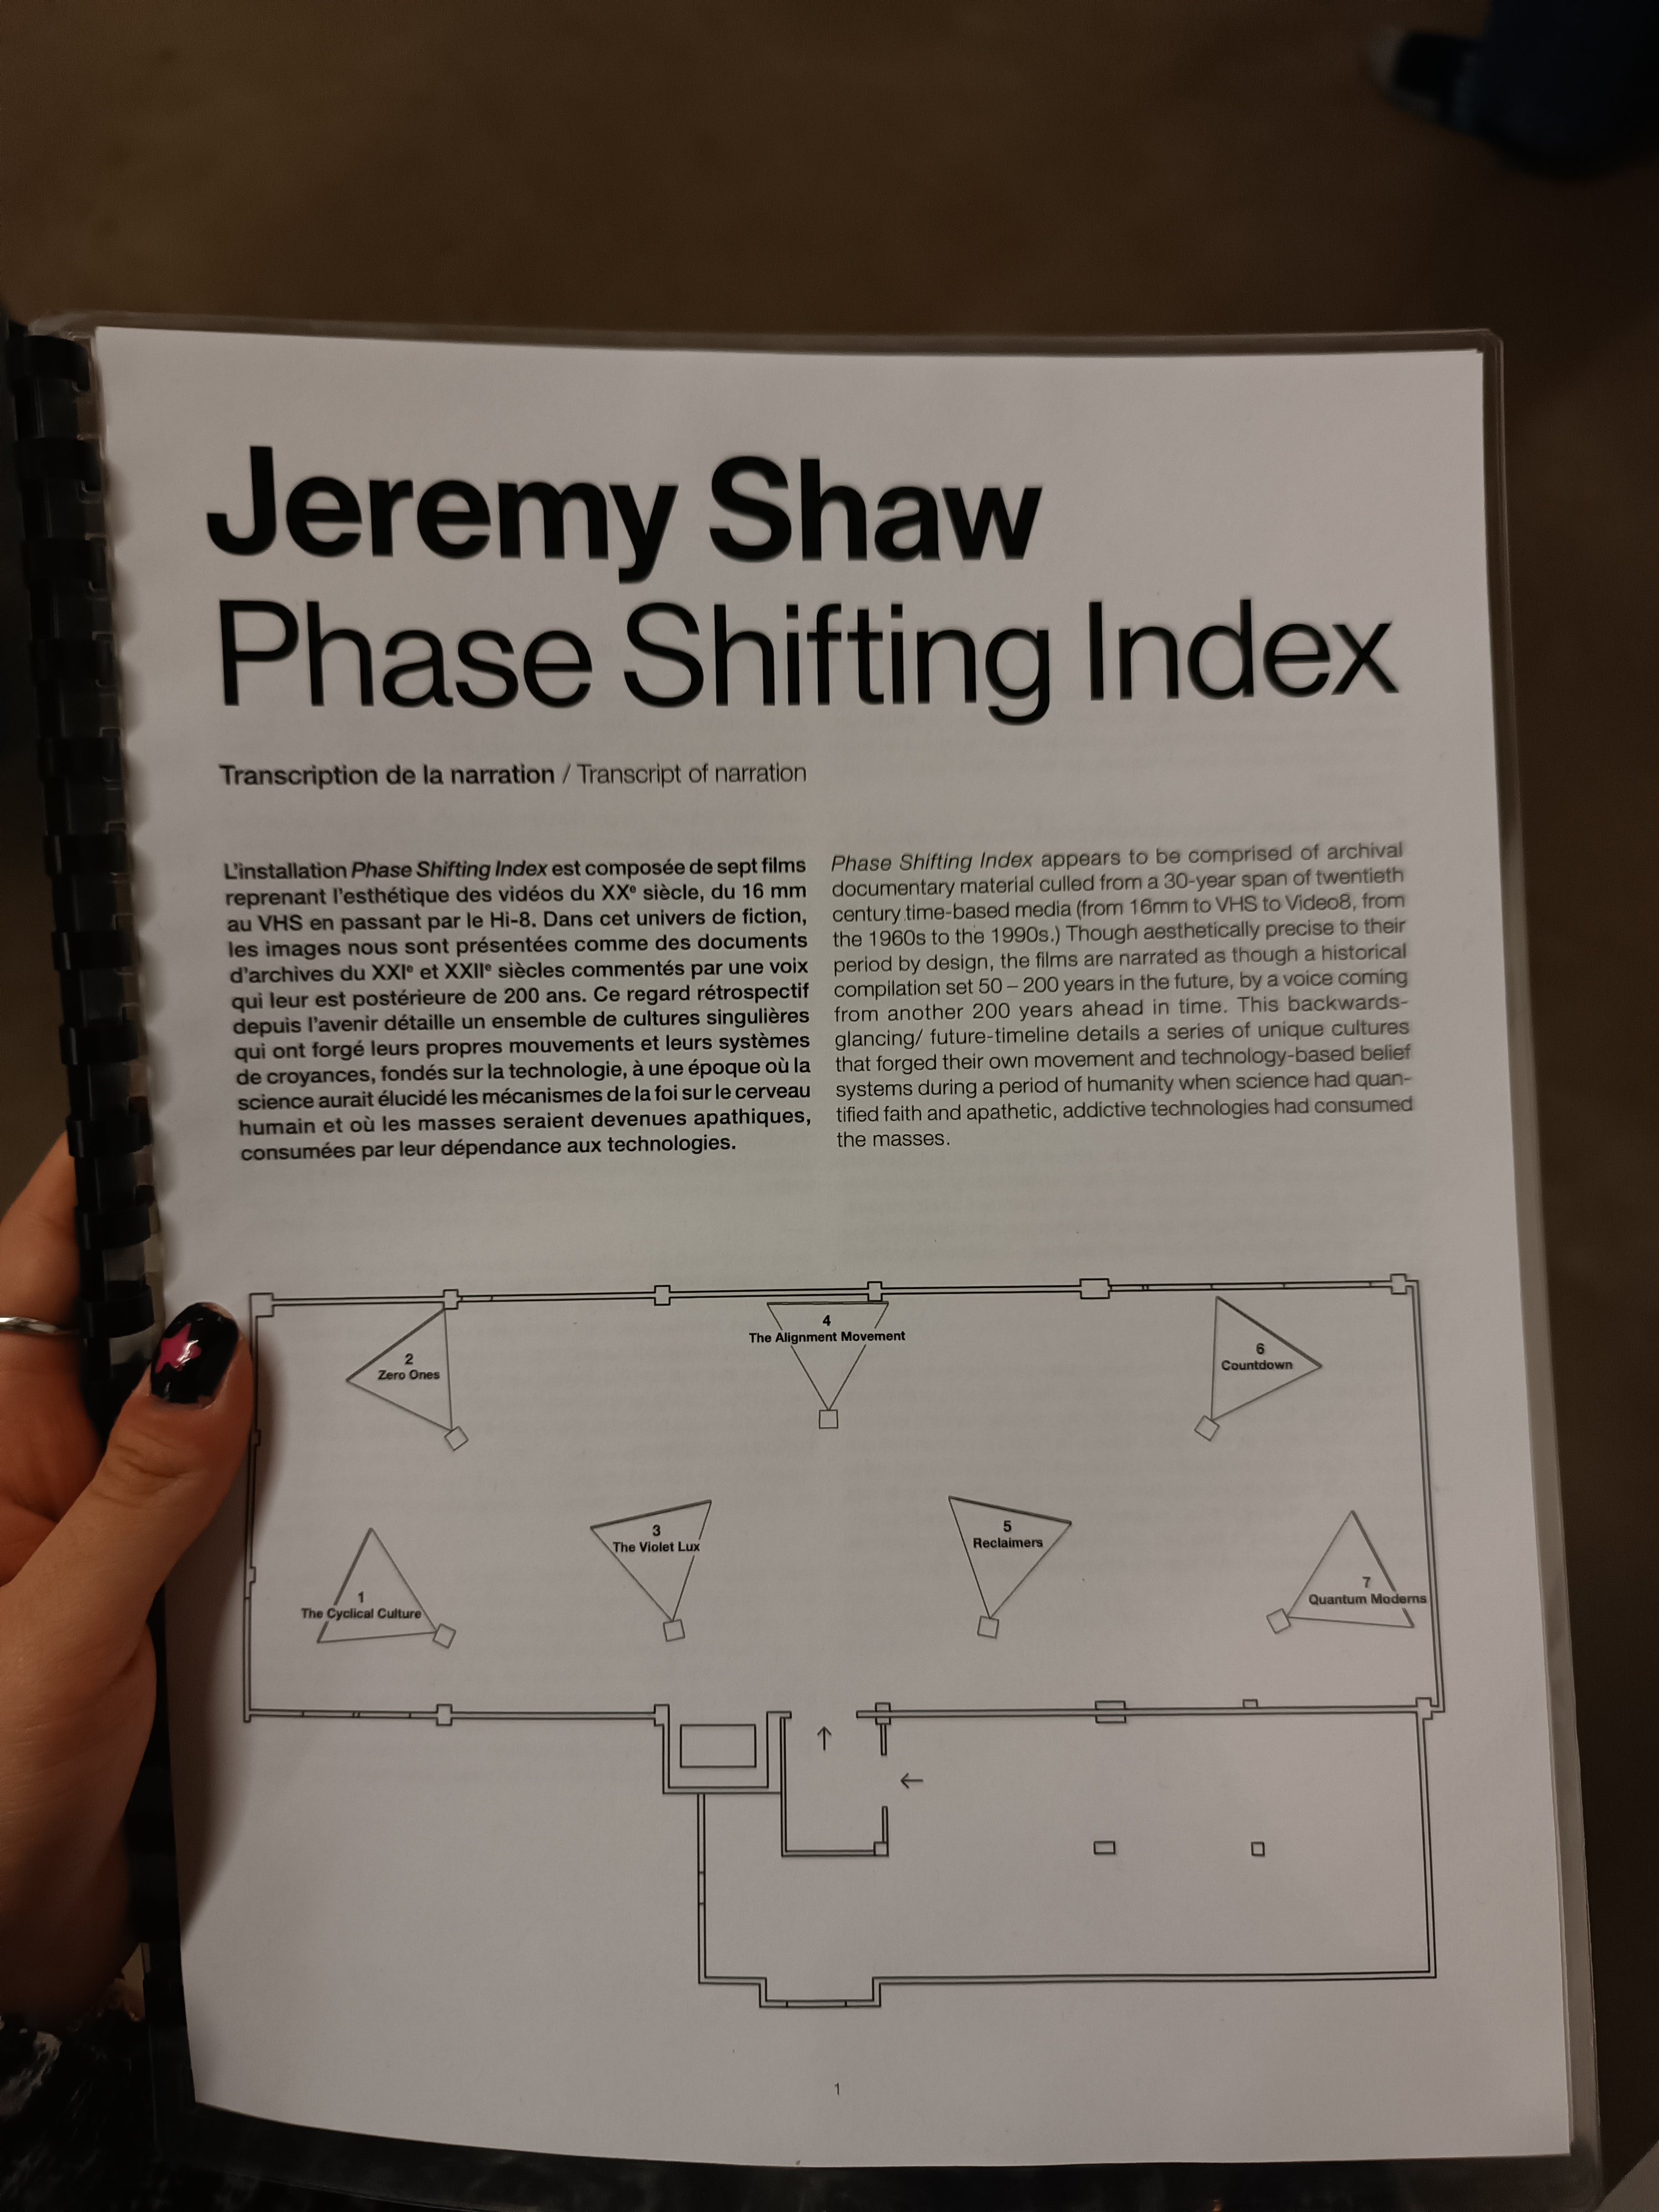 Jeremy Shaw
Phase Shifting Index
Transcription de la narration / Transcript of narration
L'installation Phase Shifting Index est composée de sept films
reprenant l'esthétique des vidéos du XXe siècle, du 16 mm
au VHS en passant par le Hi-8. Dans cet univers de fiction,
les images nous sont présentées comme des documents
d'archives du XXIe et XXIIe siècles commentés par une voix
qui leur est postérieure de 200 ans. Ce regard rétrospectif
depuis l'avenir détaille un ensemble de cultures singulières
qui ont forgé leurs propres mouvements et leurs systèmes
de croyances, fondés sur la technologie, à une époque où la
science aurait élucidé les mécanismes de la foi sur le cerveau
humain et où les masses seraient devenues apathiques,
consumées par leur dépendance aux technologies.
Phase Shifting Index appears to be comprised of archival
documentary material culled from a 30-year span of twentieth
century time-based media (from 16mm to VHS to Video8, from
the 1960s to the 1990s.) Though aesthetically precise to their
period by design, the films are narrated as though a historical
compilation set 50 – 200 years in the future, by a voice coming
from another 200 years ahead in time. This backwards-
glancing/ future-timeline details a series of unique cultures
that forged their own movement and technology-based belief
systems during a period of humanity when science had quan-
tified faith and apathetic, addictive technologies had consumed
the masses.
4
The Alignment Movement
2
Zero Ones
6
Countdown
3
The Violet Lux
5
Reclaimers
1
The Cyclical Culture
7
Quantum Moderns
1